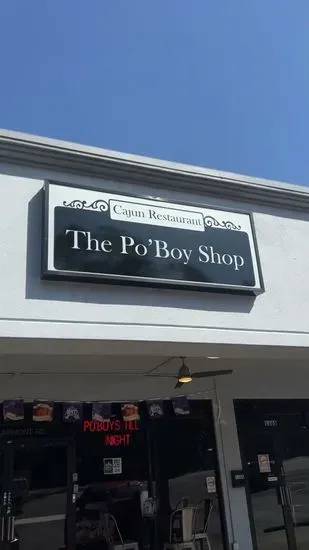 Cajun Restaurant
The Po'Boy Shop
PO'BOYS TILL
NIGHT